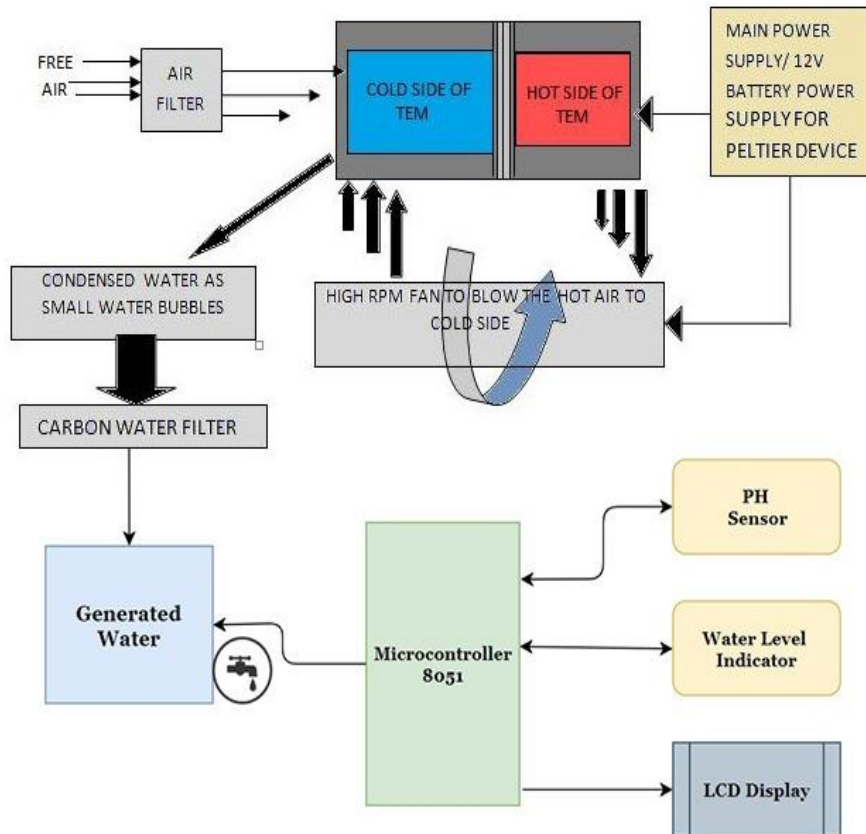 FREE
AIR
AIR
FILTER
COLD SIDE OF
TEM
HOT SIDE OF
TEM
MAIN POWER
SUPPLY/ 12V
BATTERY POWER
SUPPLY FOR
PELTIER DEVICE
CONDENSED WATER AS
SMALL WATER BUBBLES
HIGH RPM FAN TO BLOW THE HOT AIR TO
COLD SIDE
CARBON WATER FILTER
Generated
Water
Microcontroller
8051
PH
Sensor
Water Level
Indicator
LCD Display